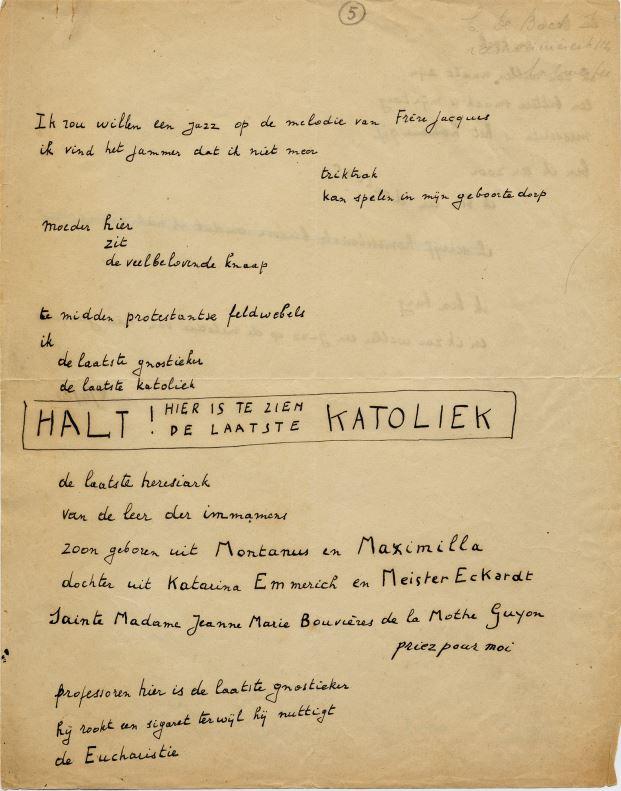 5
Ik zou willen een jazz op de melodie van Frère Jacques
ik vind het jammer dat ik niet meer
triktrak
kan spelen in mijn geboortedorp
moeder hier
zit
de veelbelovende knaap
te midden protestantse feldwebels
ik
de laatste gnostieker
de laatste katoliek
HALT ! HIER IS TE ZIEN DE LAATSTE KATOLIEK
de laatste heresiark
van de leer der immamens
zoon geboren uit Montanus en Maximilla
dochter uit Katarina Emmerich en Meister Eckardt
Sainte Madame Jeanne Marie Bouvières de la Mothe Guyon
priez pour moi
professoren hier is de laatste gnostieker
hij rookt een sigaret terwijl hij nuttigt
de Eucharistie